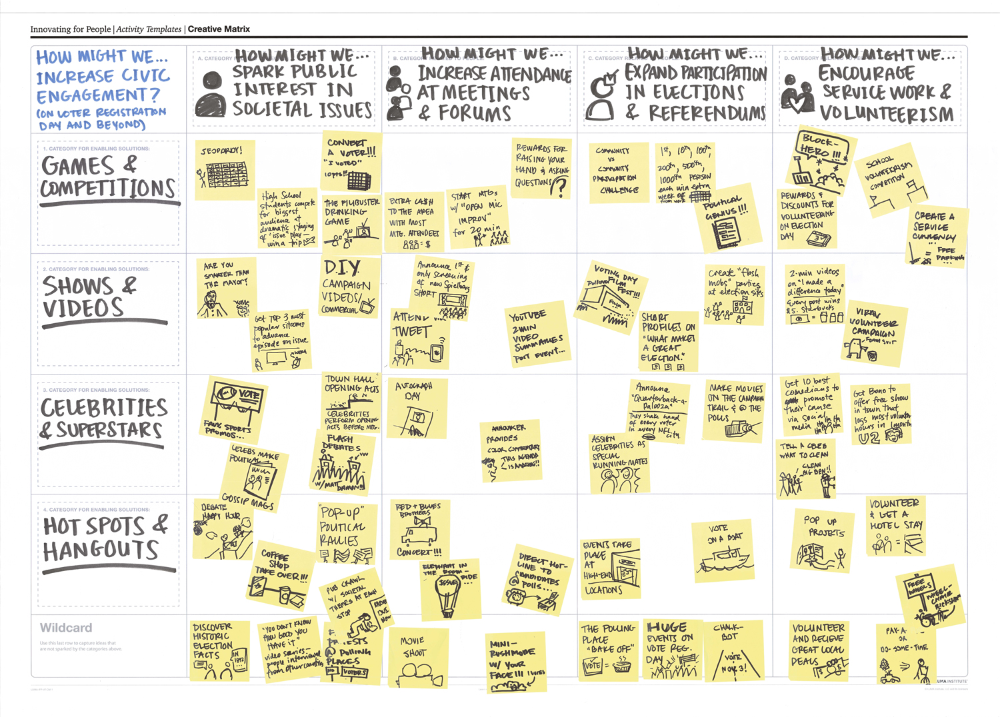 Innovating for People | Activity Templates | Creative Matrix
HOW MIGHT WE...
INCREASE CIVIC
ENGAGEMENT?
(ON VOTER REGISTRATION
DAY AND BEYOND)
HOW MIGHT WE...
SPARK PUBLIC
INTEREST IN
SOCIETAL ISSUES
HOW MIGHT WE...
INCREASE ATTENDANCE
AT MEETINGS
& FORUMS
HOW MIGHT WE...
EXPAND PARTICIPATION
IN ELECTIONS
& REFERENDUMS
HOW MIGHT WE...
ENCOURAGE
SERVICE WORK &
VOLUNTEERISM
1. CATEGORY FOR ENABLING SOLUTIONS:
GAMES &
COMPETITIONS
JEOPARDY!
CONVERT
A VOTER!!!
"I VOTED"
10pts!!!
High School
students compete
for biggest
audience at
dramatic staging
of "issue" play—
win a trip
THE FILIBUSTER
DRINKING
GAME
EXTRA CA$H
TO THE AREA
WITH MOST
MTG. ATTENDEES
= $
START MTGs
w/ "OPEN MIC
IMPROV"
for 20 min
REWARDS FOR
RAISING YOUR
HAND & ASKING
QUESTIONS
?
COMMUNITY
VS
COMMUNITY
PARTICIPATION
CHALLENGE
1st, 10th, 100th,
200th, 500th,
1000th PERSON
each win extra
week off
from work
POLITICAL
GENIUS!!!
BLOCK-
HERO!!!
SCHOOL
VOLUNTEERISM
COMPETITION
REWARDS &
DISCOUNTS FOR
VOLUNTEERING
ON ELECTION
DAY
CREATE A
SERVICE
CURRENCY
...
= FREE
PARKING
2. CATEGORY FOR ENABLING SOLUTIONS:
SHOWS &
VIDEOS
ARE YOU
SMARTER THAN
THE MAYOR?
D.I.Y.
CAMPAIGN
VIDEOS/
COMMERCIAL
Get TOP 3 most
popular sitcoms
to advance
episode on issue
Announce 1st &
only screening
of new Spielberg
SHORT
TWEET
YOUTUBE
2MIN
VIDEO
SUMMARIES
POST EVENT...
VOTING DAY
FILM
FEST!!!
SHORT
PROFILES ON
"WHAT MAKES
A GREAT
ELECTION."
Create "flash
mobs" parties
at election sites
2-min videos
on "I made a
difference today"
Every post wins
$5. Starbucks
VIRAL
VOLUNTEER
CAMPAIGN
FOAM SUIT
3. CATEGORY FOR ENABLING SOLUTIONS:
CELEBRITIES
& SUPERSTARS
VOTE
FAUX SPORTS
PROMOS...
TOWN HALL
OPENING ACTS
CELEBRITIES
PERFORM OPENING
ACTS BEFORE MTG.
CELEBS MAKE
POLITICAL
GOSSIP MAGS
FLASH
DEBATES
W/ MATT
DAMON!!!
AUTOGRAPH
DAY
ANNOUNCER
PROVIDES
COLOR COMMENTARY
THIS AGENDA
IS AMAZING!!
Announce
"Quarterback-a-
Palooza"
They shake hand
of every voter
in every NFL city
MAKE MOVIES
ON THE CAMPAIGN
TRAIL & @ THE
POLLS
ASSIGN
CELEBRITIES AS
SPECIAL
RUNNING MATES
Get 10 best
comedians to
promote
their cause
via social
media
Get Bono to
offer free show
in town that
logs most volunteer
hours in 1 month
U2
TELL A CELEB
WHAT TO CLEAN
CLEAN
BIG BEN!!
4. CATEGORY FOR ENABLING SOLUTIONS:
HOT SPOTS &
HANGOUTS
DEBATE
HAPPY HOUR
"POP-UP"
POLITICAL
RALLIES
COFFEE
SHOP
TAKE OVER!!!
PUB CRAWL
w/ SOCIETAL
THEMES AT EACH
STOP
RED + BLUES
BROTHERS
CONCERT!!!
ELEPHANT IN
THE ROOM-
RIDE
ISSUE
DIRECT HOT-
LINE TO
CANDIDATES
@ POLLS...
EVENTS TAKE
PLACE
AT
HIGH-END
LOCATIONS
VOTE
ON A BOAT
POP UP
PROJECTS
VOLUNTEER
& GET A
HOTEL STAY
FREE
WHEELS
WHEEL-
CHAIR
RICKSHAW
Wildcard
Use this last row to capture ideas that
are not sparked by the categories above.
DISCOVER
HISTORIC
ELECTION
FACTS
IN
"YOU DON'T KNOW
HOW GOOD YOU
HAVE IT"
video series—
people interviewed
from other countries
@ POLLING
PLACES
VOTERS
MOVIE
SHOOT
MINI-
RUSHMORE
W/ YOUR
FACE!!! I VOTED
THE POLLING
PLACE
"BAKE OFF"
VOTE =
HUGE
EVENTS ON
VOTE REG.
DAY
CHALK-
BOT
VOTE
NOV. 3!
VOLUNTEER
AND RECIEVE
GREAT LOCAL
DEALS
PAY-A-
OR
DO-SOME-TIME
LUMA INSTITUTE